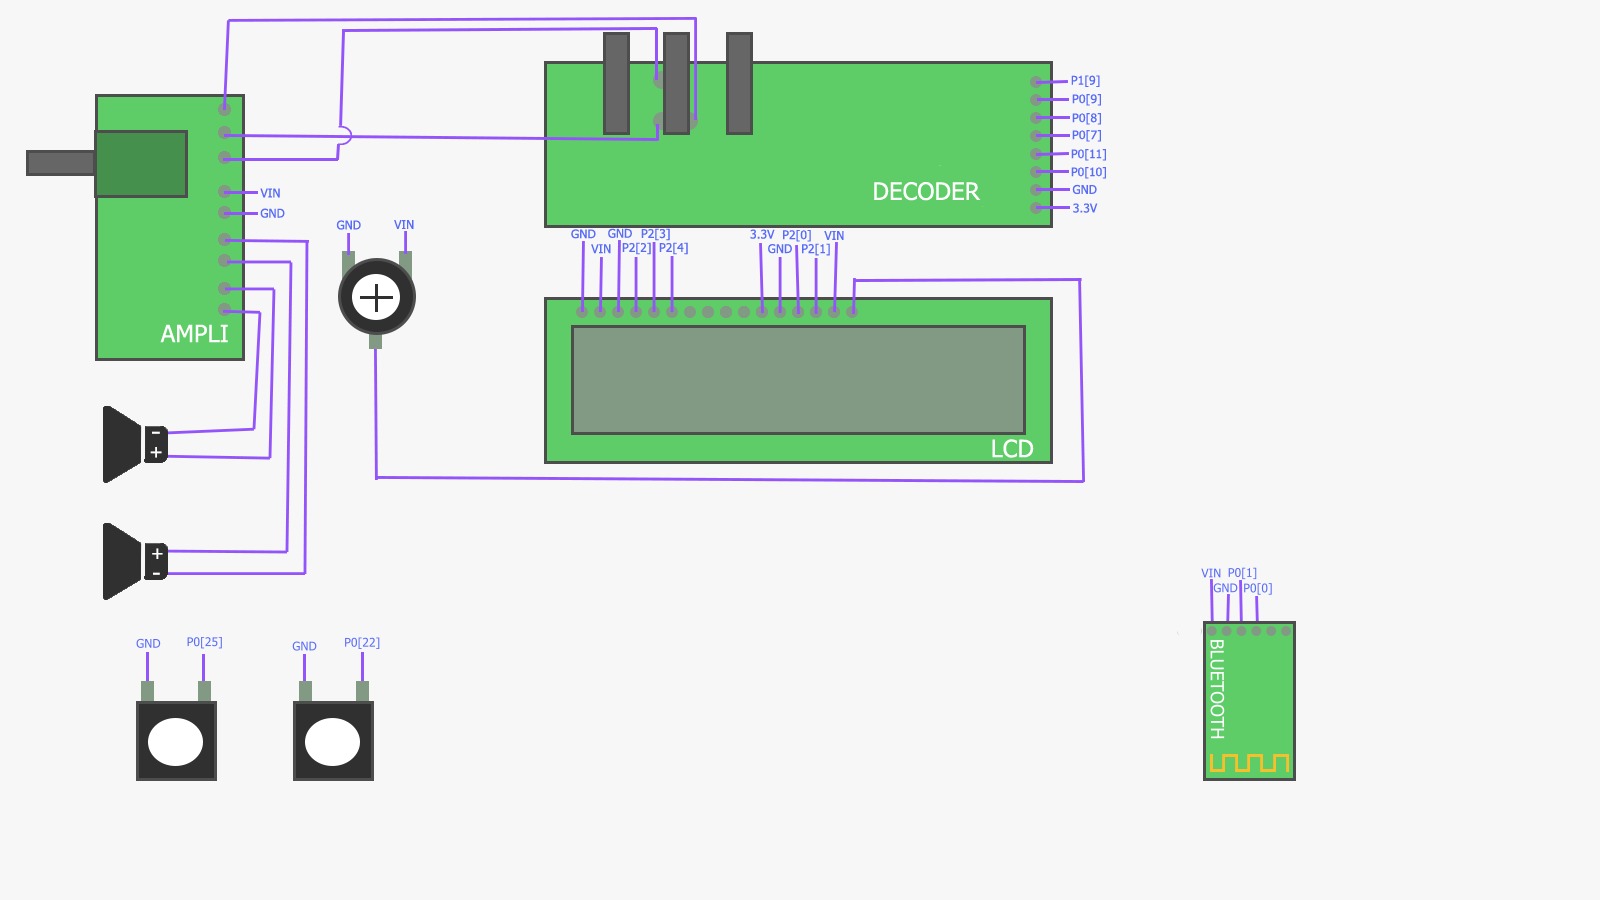 P1[9]
P0[9]
P0[8]
P0[7]
P0[11]
P0[10]
GND
3.3V
DECODER
VIN
GND
AMPLI
GND
VIN
GND
VIN
GND
P2[2]
P2[3]
P2[4]
3.3V
GND
P2[0]
P2[1]
VIN
LCD
−
+
+
−
GND
P0[25]
GND
P0[22]
VIN
GND
P0[1]
P0[0]
BLUETOOTH